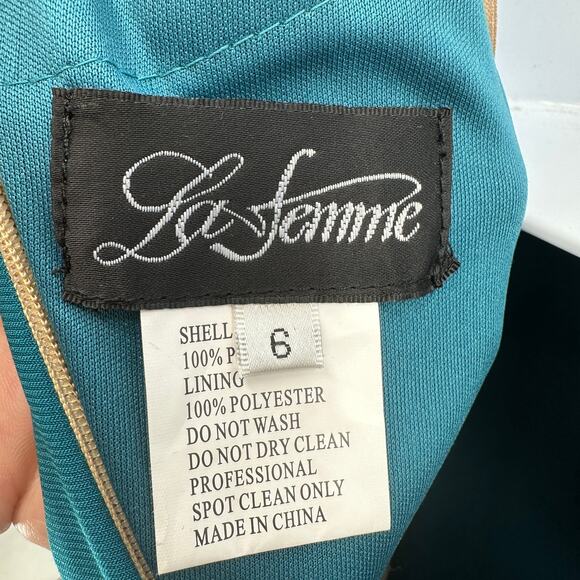 La Femme
6
SHELL
100% P
LINING
100% POLYESTER
DO NOT WASH
DO NOT DRY CLEAN
PROFESSIONAL
SPOT CLEAN ONLY
MADE IN CHINA